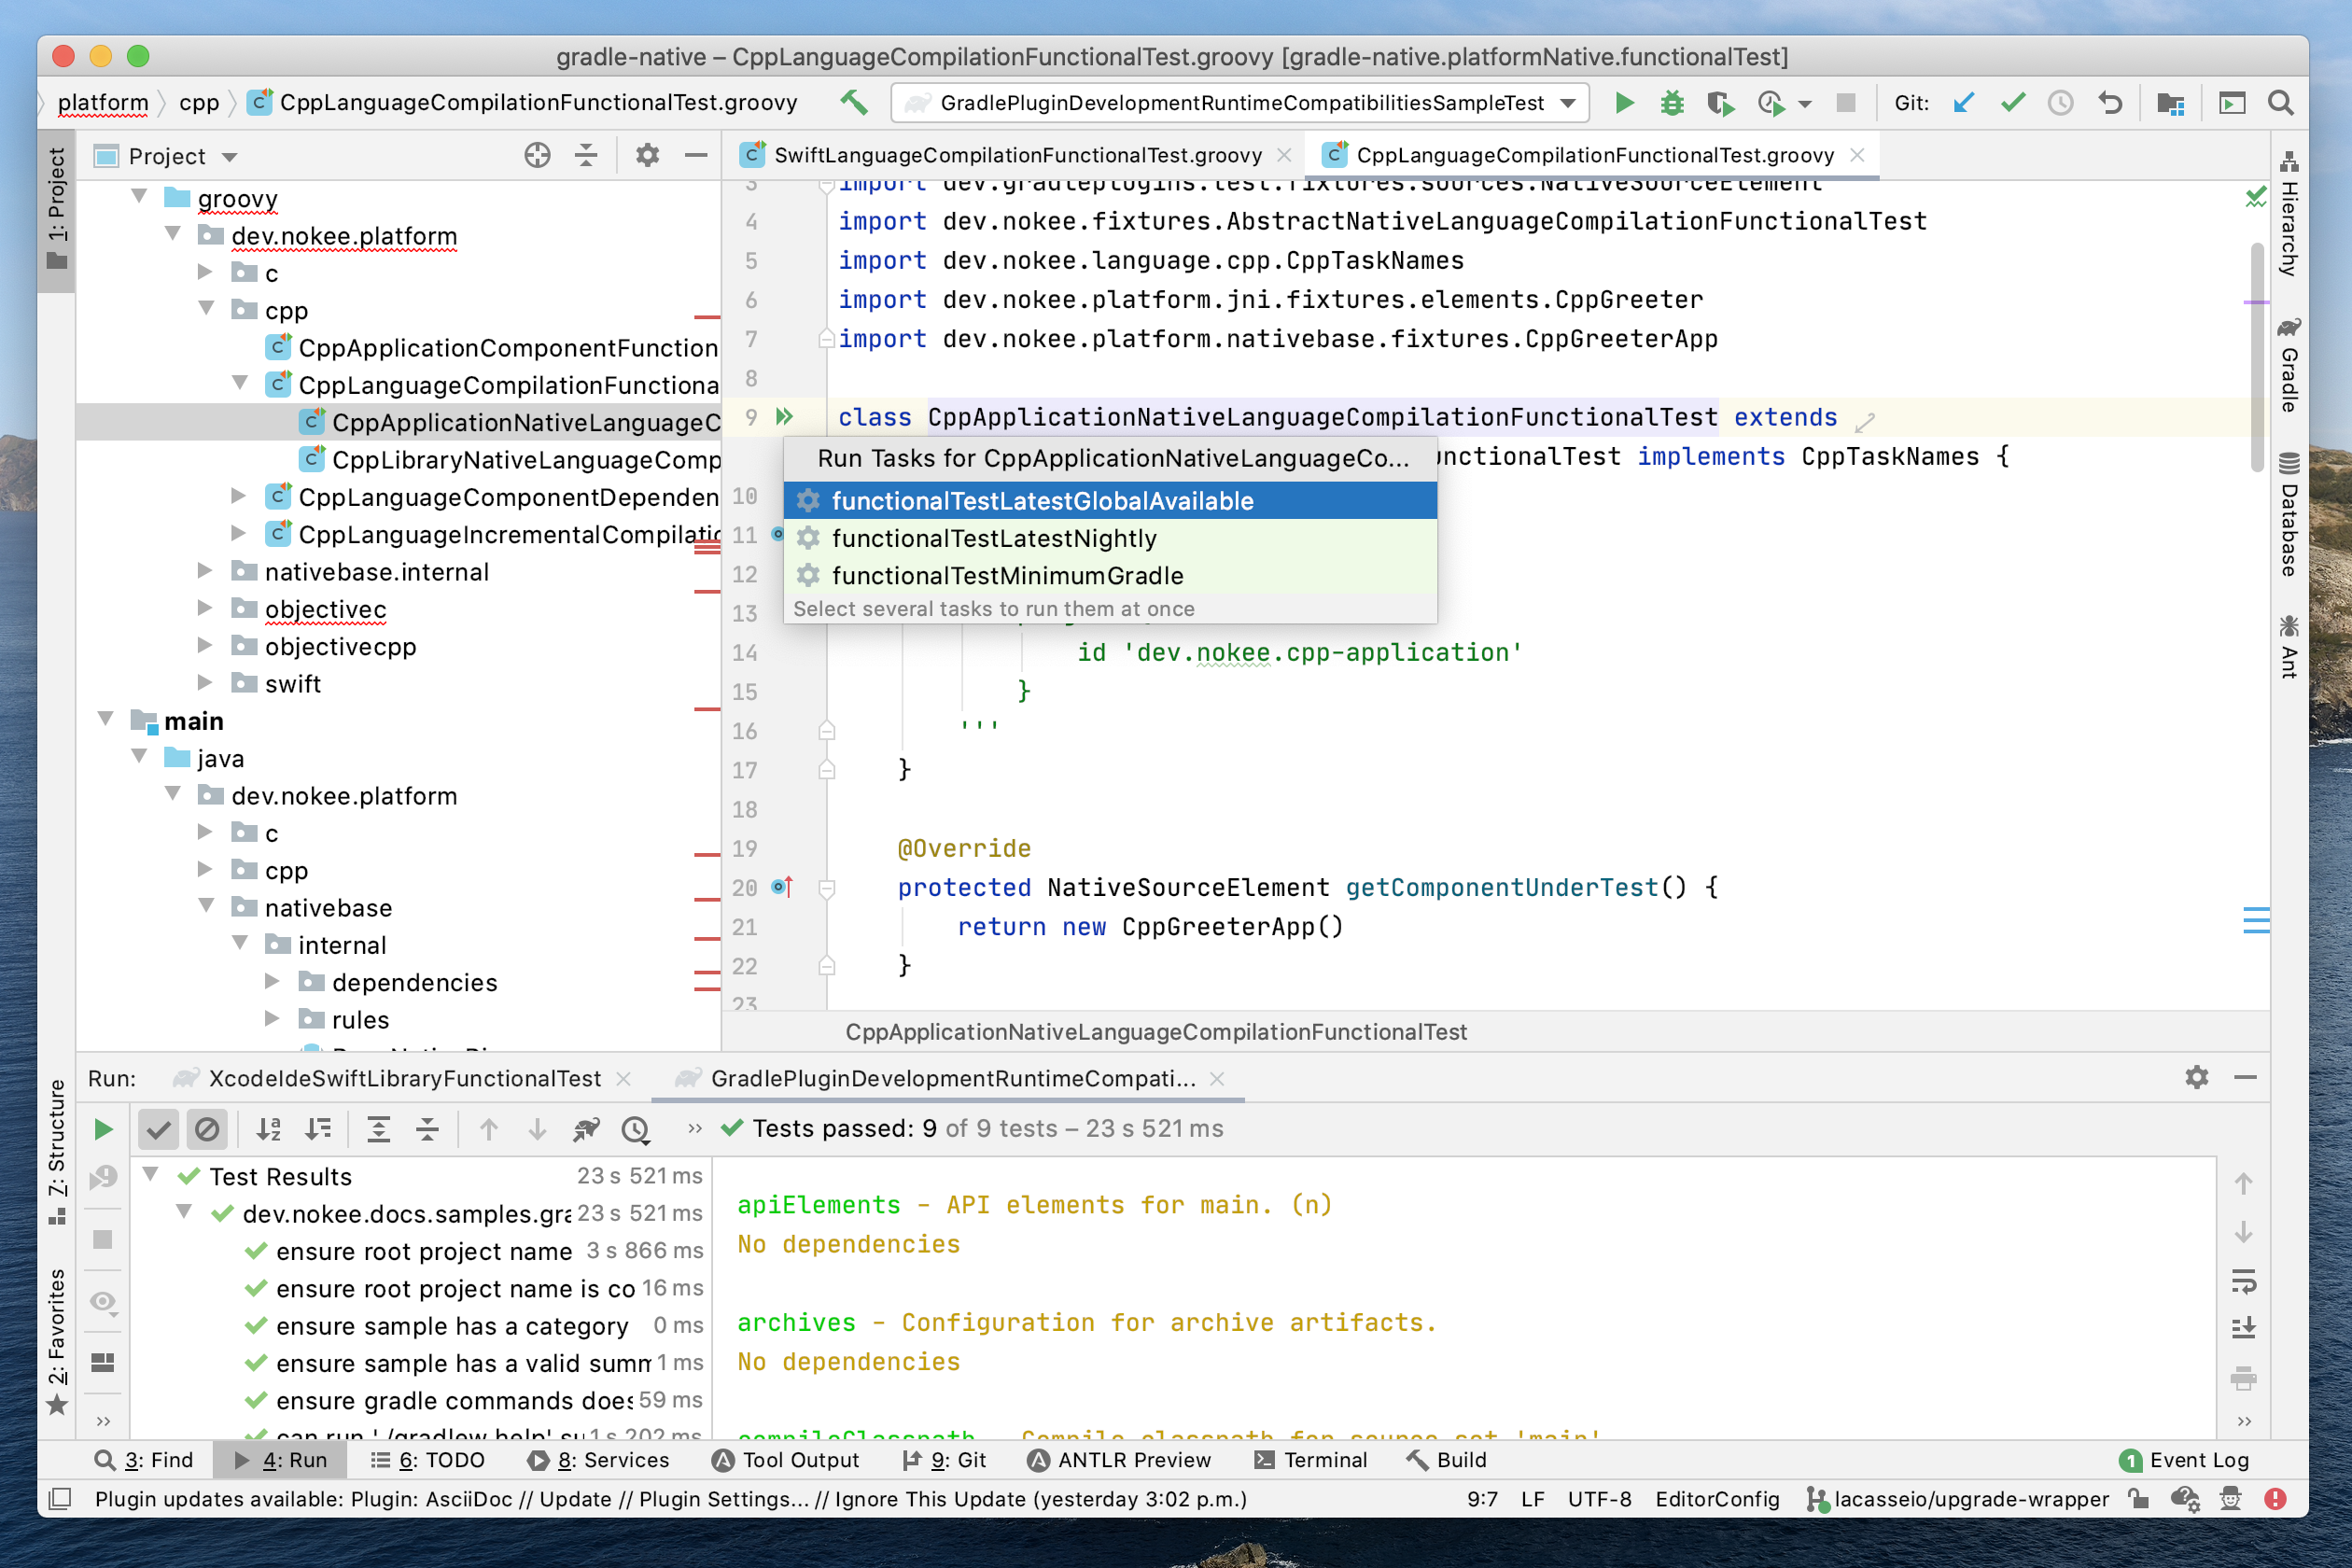 gradle-native – CppLanguageCompilationFunctionalTest.groovy [gradle-native.platformNative.functionalTest]
platform
cpp
CppLanguageCompilationFunctionalTest.groovy
GradlePluginDevelopmentRuntimeCompatibilitiesSampleTest
Git:
1: Project
Project
SwiftLanguageCompilationFunctionalTest.groovy
CppLanguageCompilationFunctionalTest.groovy
groovy
dev.nokee.platform
c
cpp
CppApplicationComponentFunction
CppLanguageCompilationFunctiona
CppApplicationNativeLanguageC
CppLibraryNativeLanguageComp
CppLanguageComponentDependen
CppLanguageIncrementalCompilatio
nativebase.internal
objectivec
objectivecpp
swift
main
java
dev.nokee.platform
c
cpp
nativebase
internal
dependencies
rules
3 import dev.gradleplugins.test.fixtures.sources.NativeSourceElement
4 import dev.nokee.fixtures.AbstractNativeLanguageCompilationFunctionalTest
5 import dev.nokee.language.cpp.CppTaskNames
6 import dev.nokee.platform.jni.fixtures.elements.CppGreeter
7 import dev.nokee.platform.nativebase.fixtures.CppGreeterApp
8
9 class CppApplicationNativeLanguageCompilationFunctionalTest extends
nctionalTest implements CppTaskNames {
Run Tasks for CppApplicationNativeLanguageCo...
functionalTestLatestGlobalAvailable
functionalTestLatestNightly
functionalTestMinimumGradle
Select several tasks to run them at once
10
11
12
13
14 id 'dev.nokee.cpp-application'
15 }
16 '''
17 }
18
19 @Override
20 protected NativeSourceElement getComponentUnderTest() {
21 return new CppGreeterApp()
22 }
23
CppApplicationNativeLanguageCompilationFunctionalTest
Hierarchy
Gradle
Database
Ant
7: Structure
2: Favorites
Run:
XcodeIdeSwiftLibraryFunctionalTest
GradlePluginDevelopmentRuntimeCompati...
Tests passed: 9 of 9 tests – 23 s 521 ms
Test Results 23 s 521 ms
dev.nokee.docs.samples.gra 23 s 521 ms
ensure root project name 3 s 866 ms
ensure root project name is co 16 ms
ensure sample has a category 0 ms
ensure sample has a valid summ 1 ms
ensure gradle commands does 59 ms
can run './gradlew help' su 1 s 202 ms
apiElements - API elements for main. (n)
No dependencies
archives - Configuration for archive artifacts.
No dependencies
compileClasspath - Compile classpath for source set 'main'.
3: Find
4: Run
6: TODO
8: Services
Tool Output
9: Git
ANTLR Preview
Terminal
Build
1 Event Log
Plugin updates available: Plugin: AsciiDoc // Update // Plugin Settings... // Ignore This Update (yesterday 3:02 p.m.)
9:7
LF
UTF-8
EditorConfig
lacasseio/upgrade-wrapper